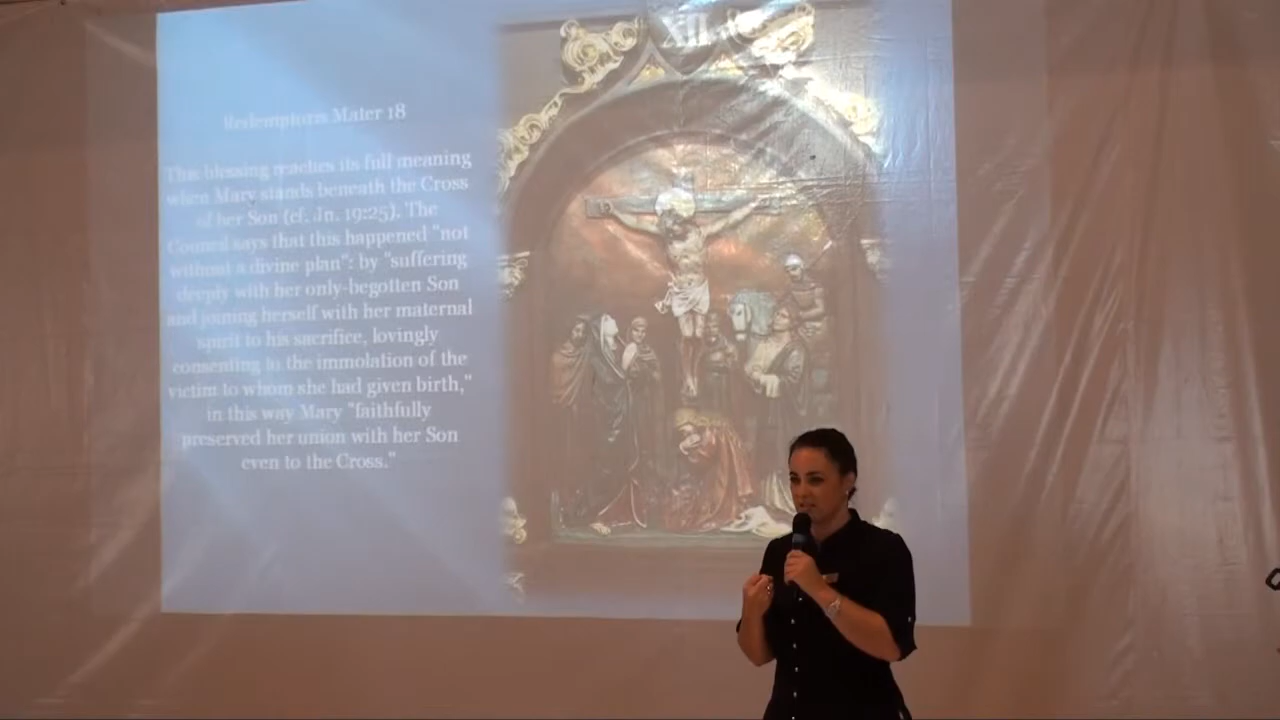 XII
Redemptoris Mater 18
This blessing reaches its full meaning
when Mary stands beneath the Cross
of her Son (cf. Jn. 19:25). The
Council says that this happened "not
without a divine plan": by "suffering
deeply with her only-begotten Son
and joining herself with her maternal
spirit to his sacrifice, lovingly
consenting to the immolation of the
victim to whom she had given birth,"
in this way Mary "faithfully
preserved her union with her Son
even to the Cross."